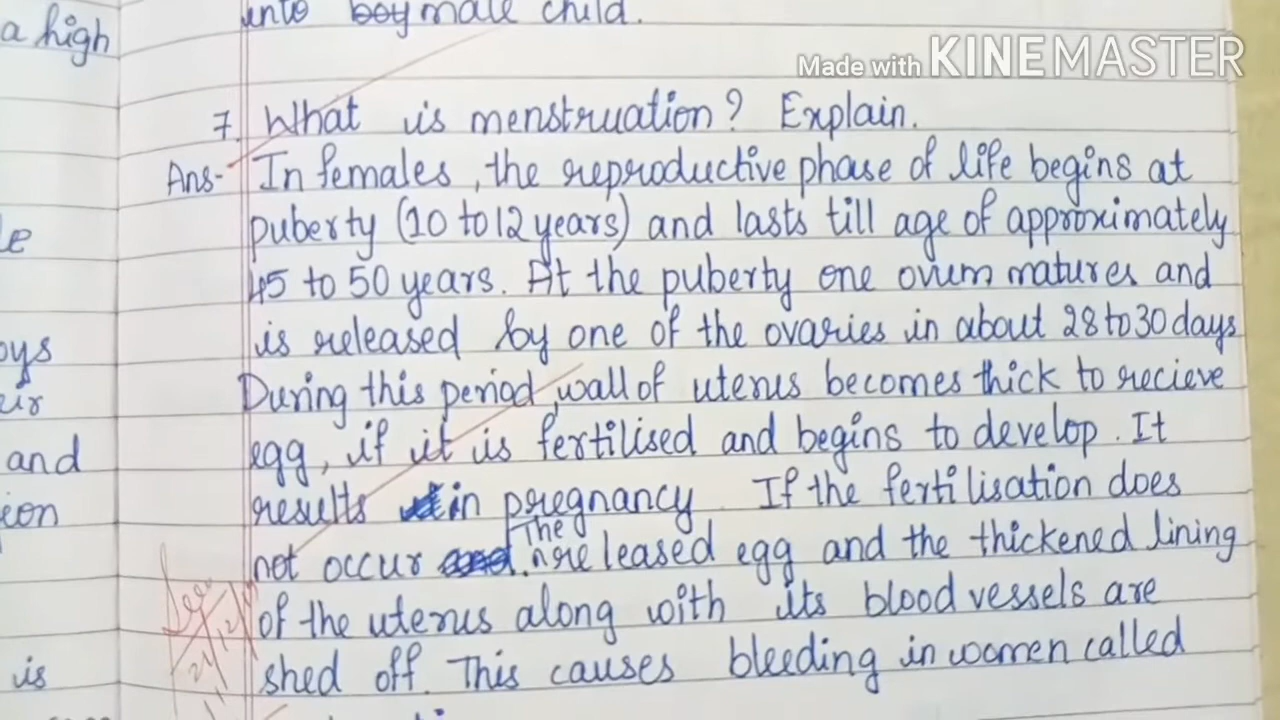 a high
unto boy male child.
Made with KINEMASTER
7. What is menstruation? Explain.
Ans- In females, the reproductive phase of life begins at
puberty (10 to 12 years) and lasts till age of approximately
45 to 50 years. At the puberty one ovum matures and
is released by one of the ovaries in about 28 to 30 days
During this period, wall of uterus becomes thick to recieve
egg, if it is fertilised and begins to develop. It
results in pregnancy. If the fertilisation does
not occur The released egg and the thickened lining
of the uterus along with its blood vessels are
shed off. This causes bleeding in women called
and
is